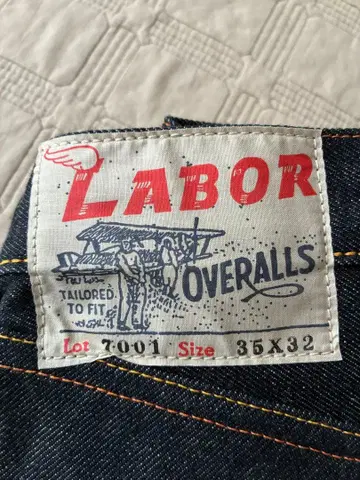 LABOR
OVERALLS
TAILORED
TO FIT
Lot 7001 Size 35X32